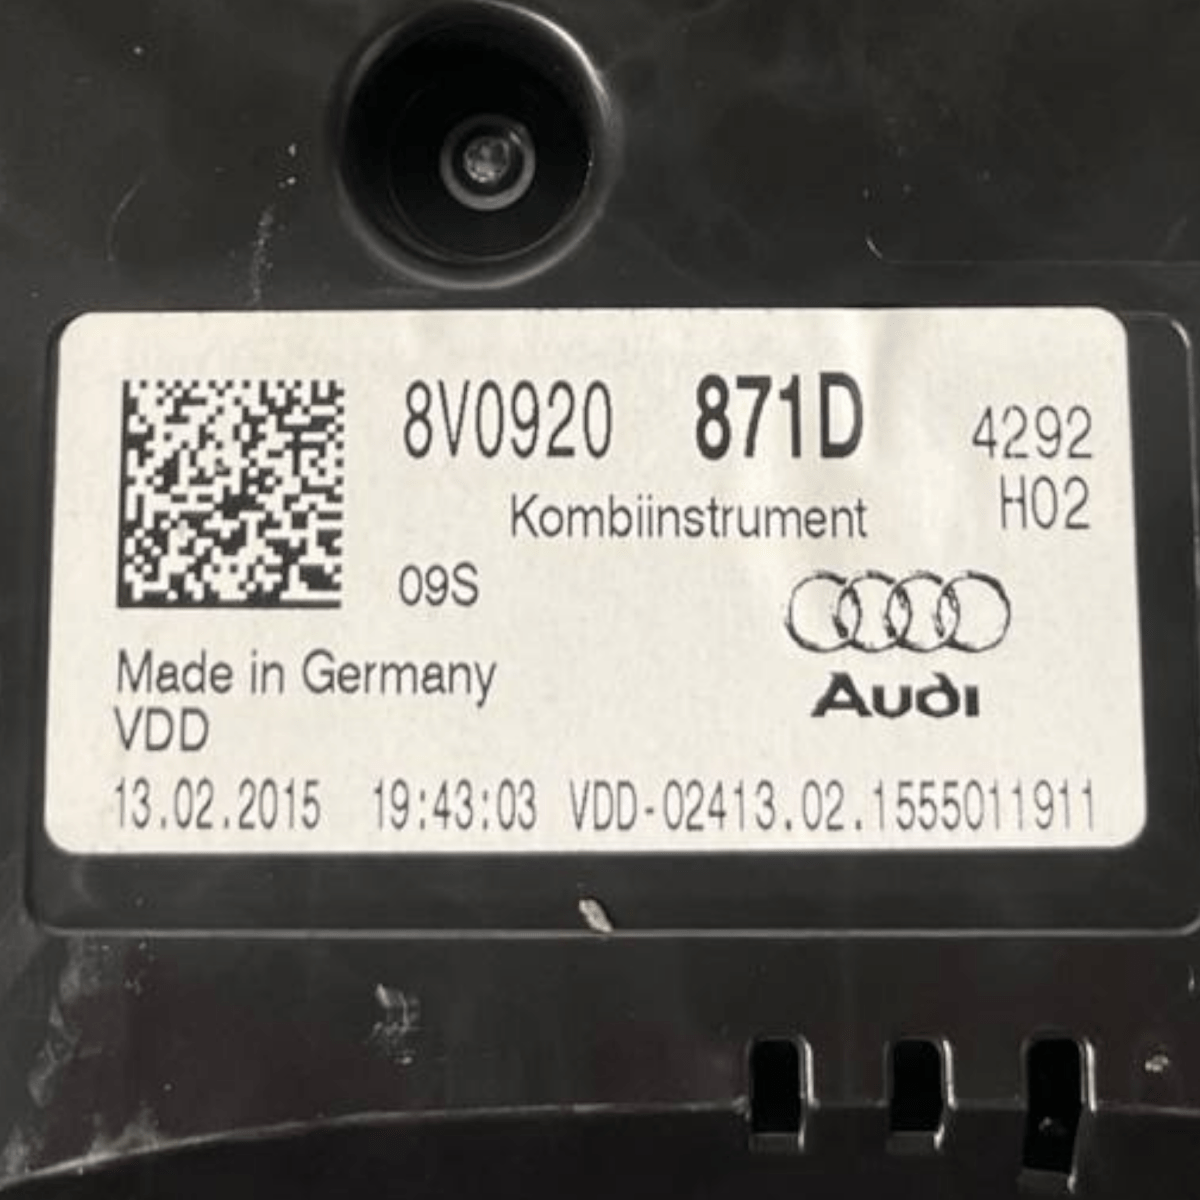 8V0920 871D 4292
Kombiinstrument H02
09S
Audi
Made in Germany
VDD
13.02.2015 19:43:03 VDD-02413.02.1555011911